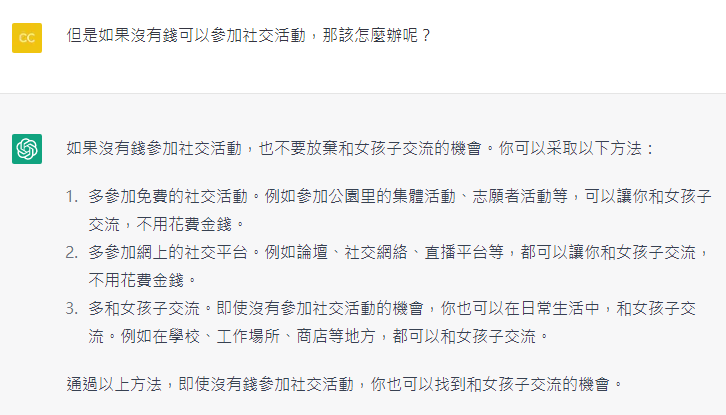 CC
但是如果沒有錢可以參加社交活動，那該怎麼辦呢？
如果沒有錢參加社交活動，也不要放棄和女孩子交流的機會。你可以采取以下方法：
1. 多參加免費的社交活動。例如參加公園里的集體活動、志願者活動等，可以讓你和女孩子
交流，不用花費金錢。
2. 多參加網上的社交平台。例如論壇、社交網絡、直播平台等，都可以讓你和女孩子交流，
不用花費金錢。
3. 多和女孩子交流。即使沒有參加社交活動的機會，你也可以在日常生活中，和女孩子交
流。例如在學校、工作場所、商店等地方，都可以和女孩子交流。
通過以上方法，即使沒有錢參加社交活動，你也可以找到和女孩子交流的機會。